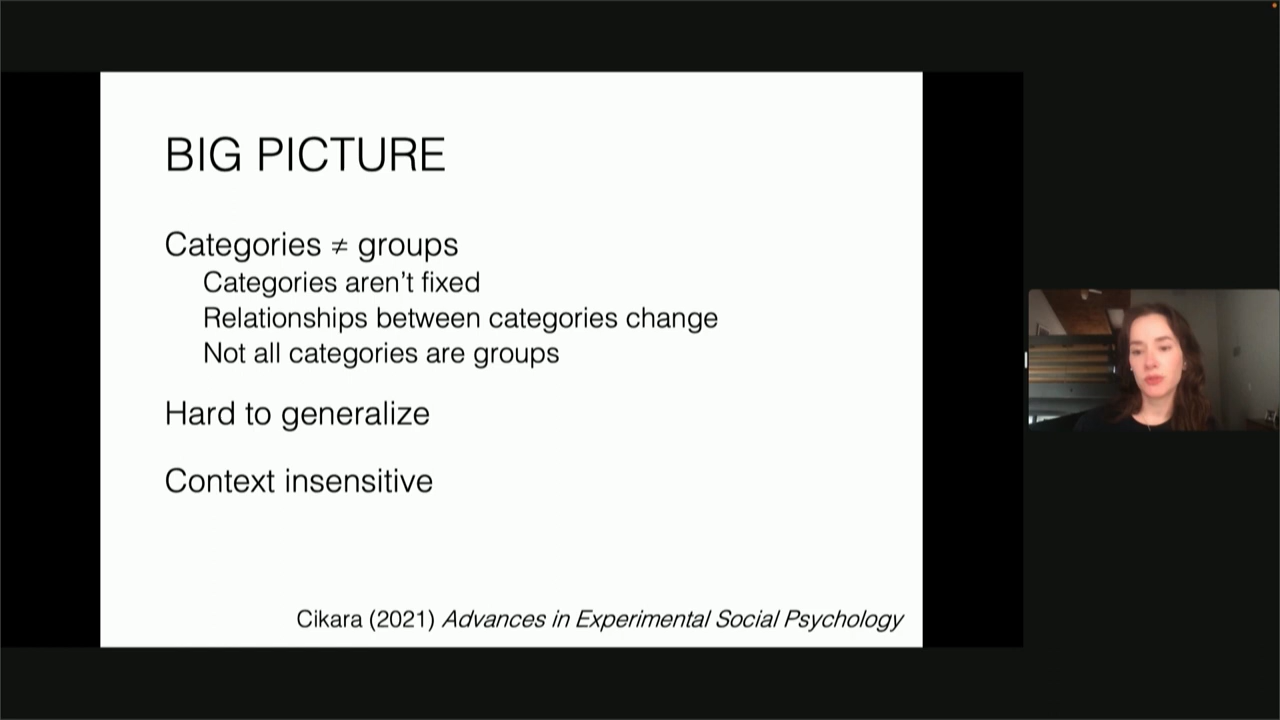 BIG PICTURE
Categories ≠ groups
Categories aren't fixed
Relationships between categories change
Not all categories are groups
Hard to generalize
Context insensitive
Cikara (2021) Advances in Experimental Social Psychology